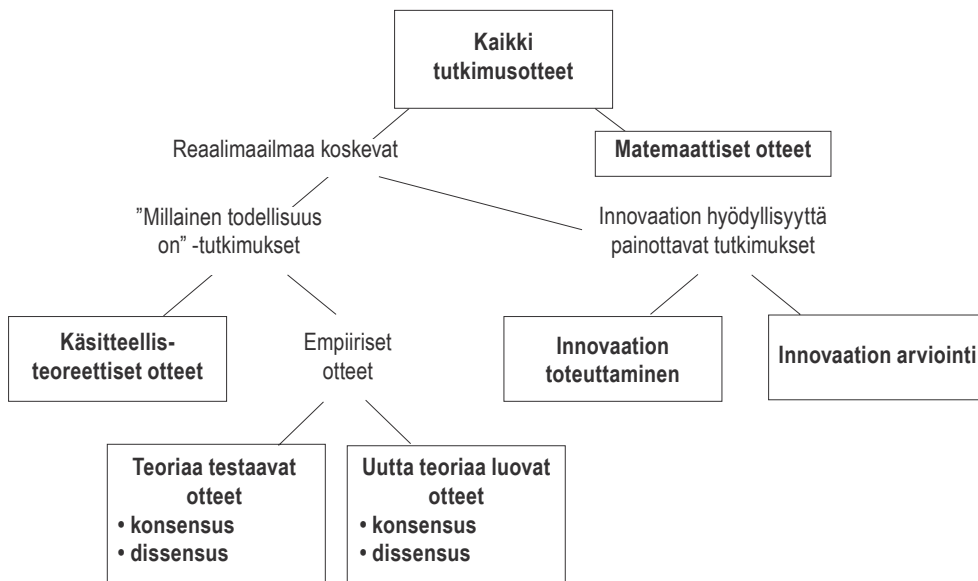 Kaikki
tutkimusotteet
Reaalimaailmaa koskevat
Matemaattiset otteet
”Millainen todellisuus
on” -tutkimukset
Innovaation hyödyllisyyttä
painottavat tutkimukset
Käsitteellis-
teoreettiset otteet
Empiiriset
otteet
Innovaation
toteuttaminen
Innovaation arviointi
Teoriaa testaavat
otteet
• konsensus
• dissensus
Uutta teoriaa luovat
otteet
• konsensus
• dissensus